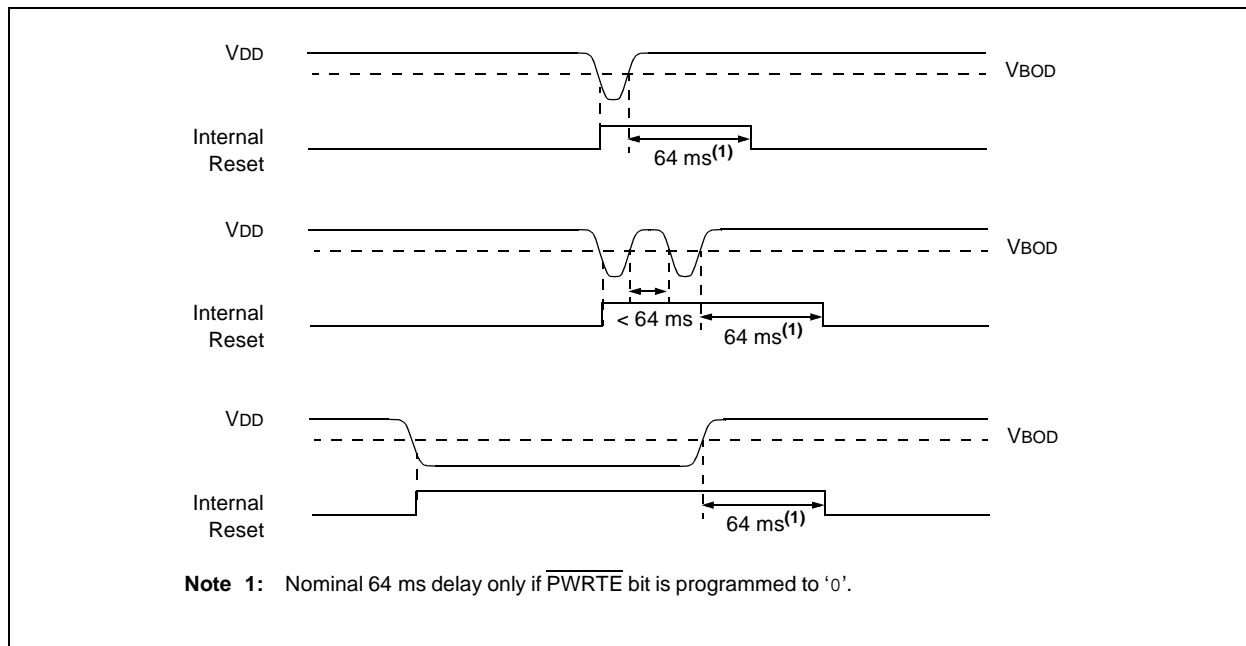 VDD
VBOD
Internal
Reset
64 ms(1)
VDD
VBOD
Internal
Reset
< 64 ms
64 ms(1)
VDD
VBOD
Internal
Reset
64 ms(1)
Note 1: Nominal 64 ms delay only if PWRTE bit is programmed to ‘0’.